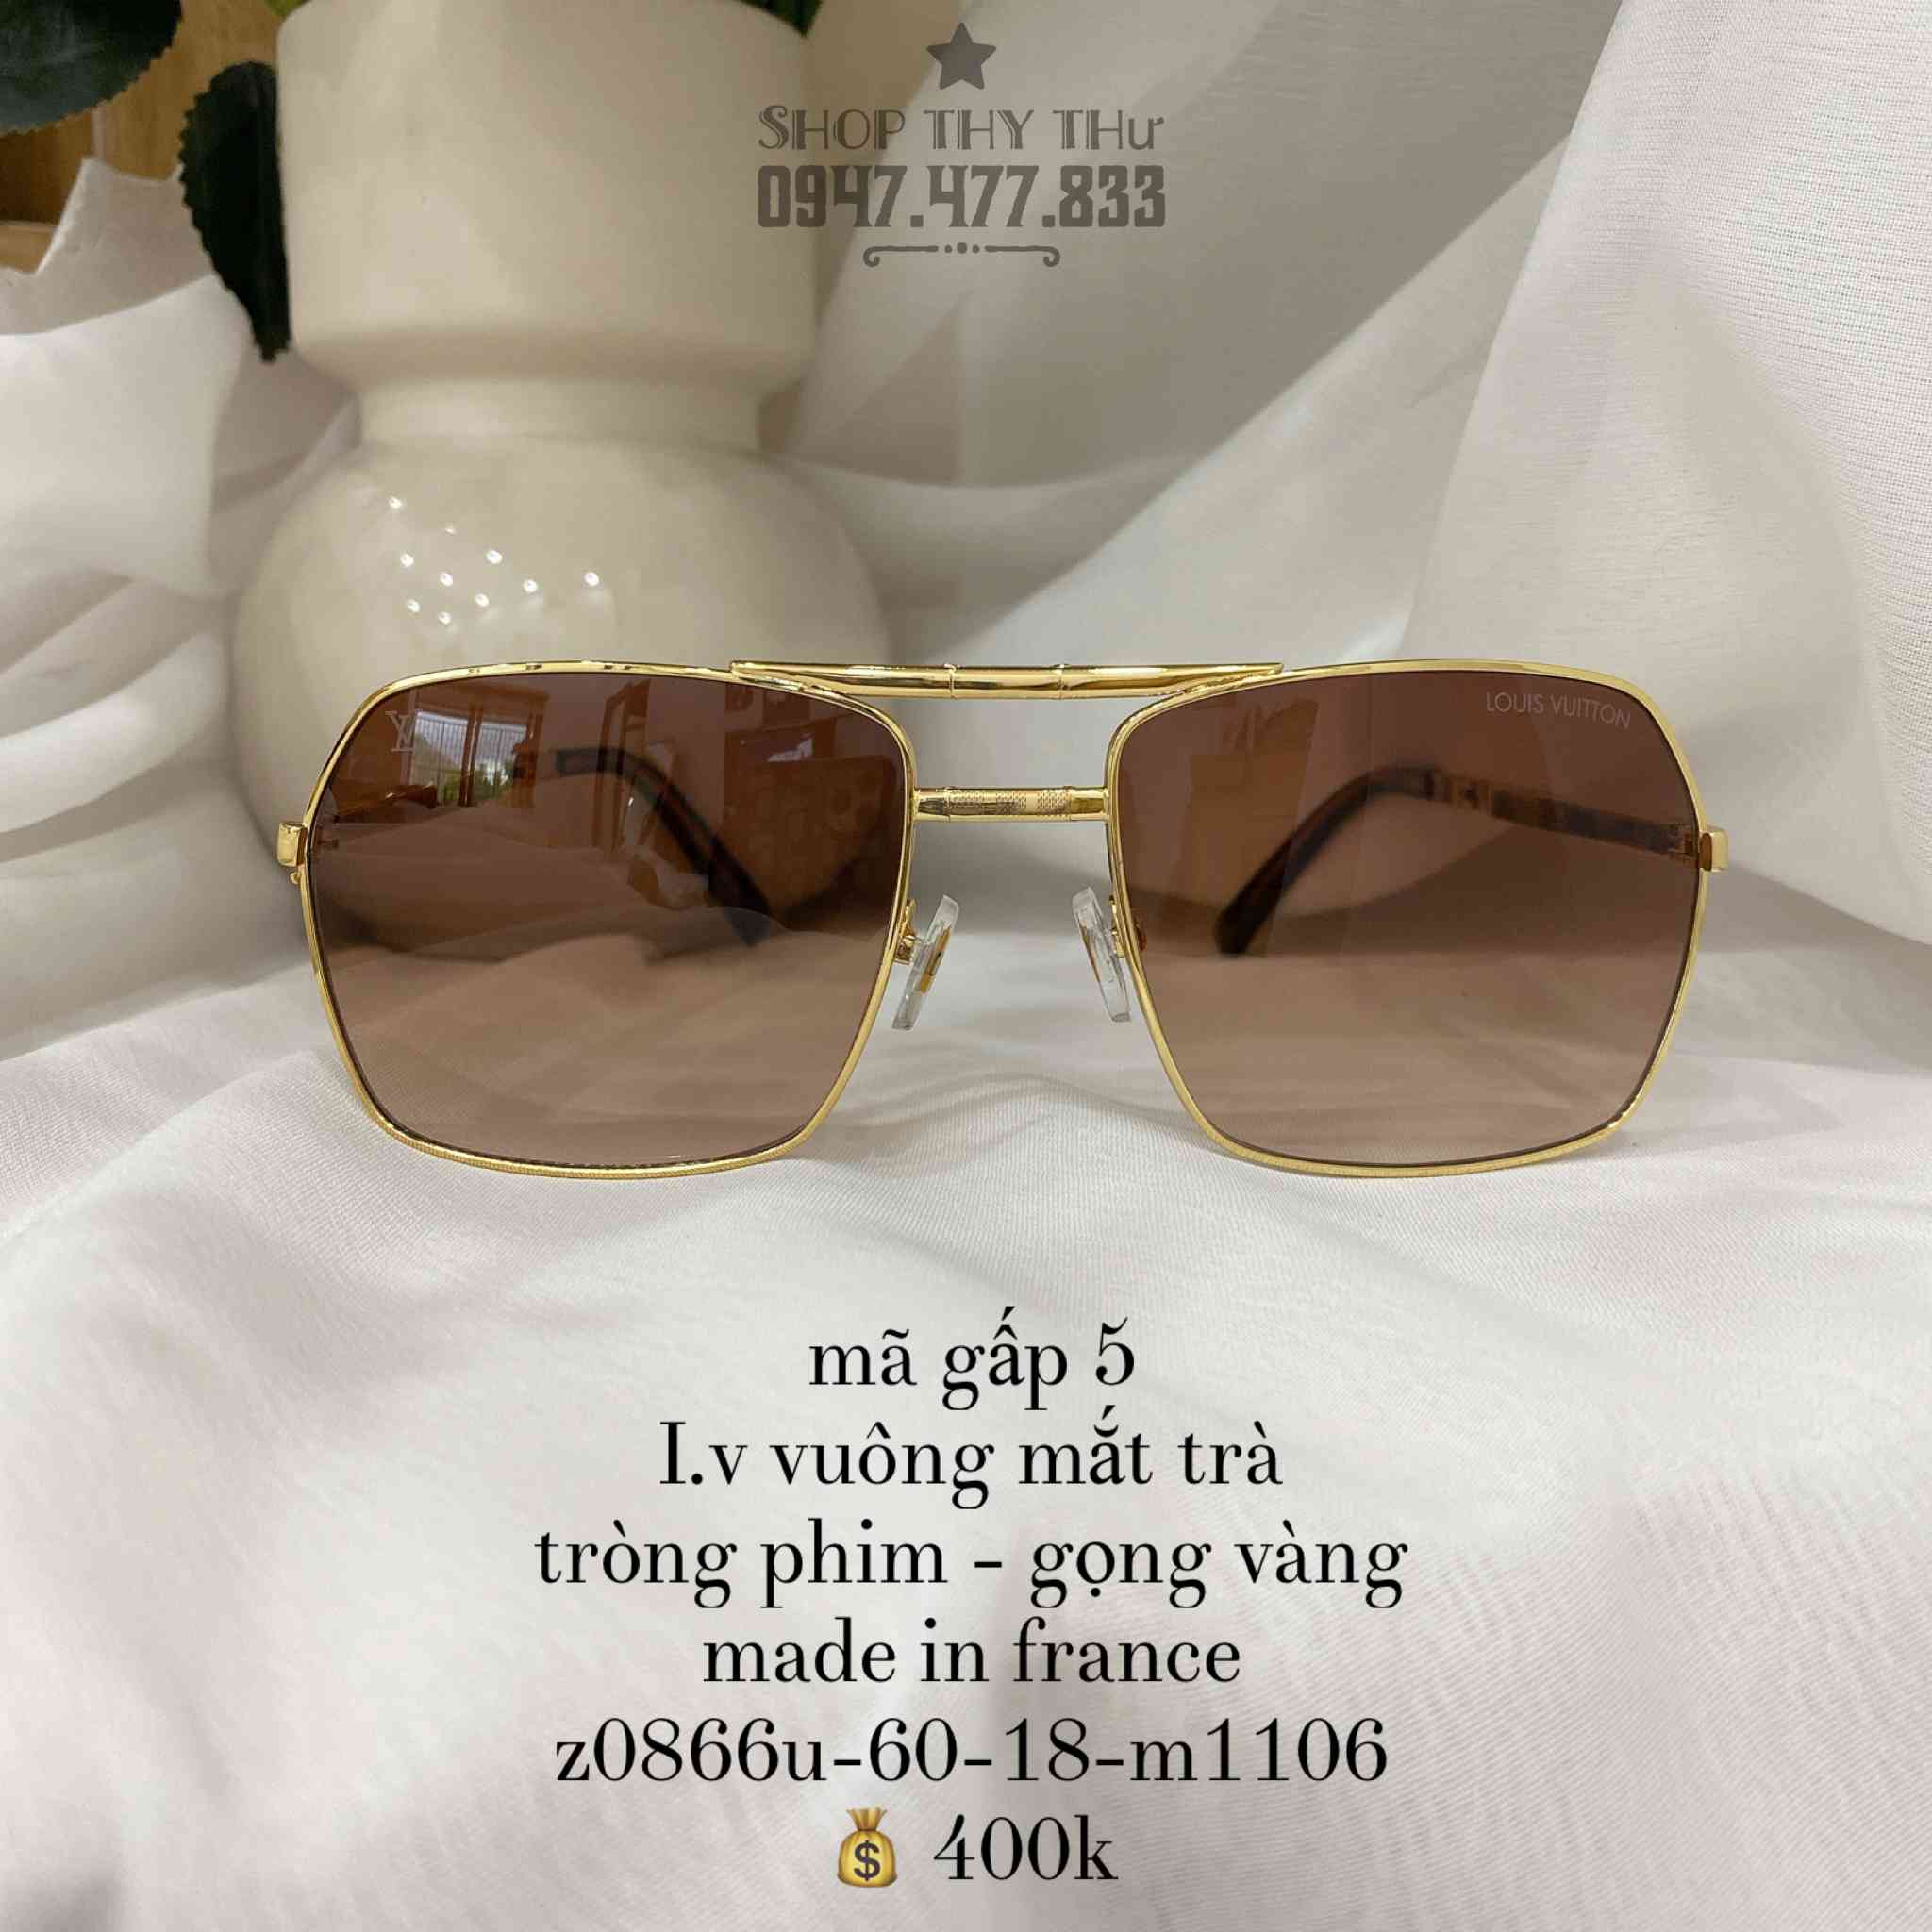 SHOP THY THư
0947.477.833
LV
LOUIS VUITTON
mã gấp 5
I.v vuông mắt trà
tròng phim - gọng vàng
made in france
z0866u-60-18-m1106
💰 400k